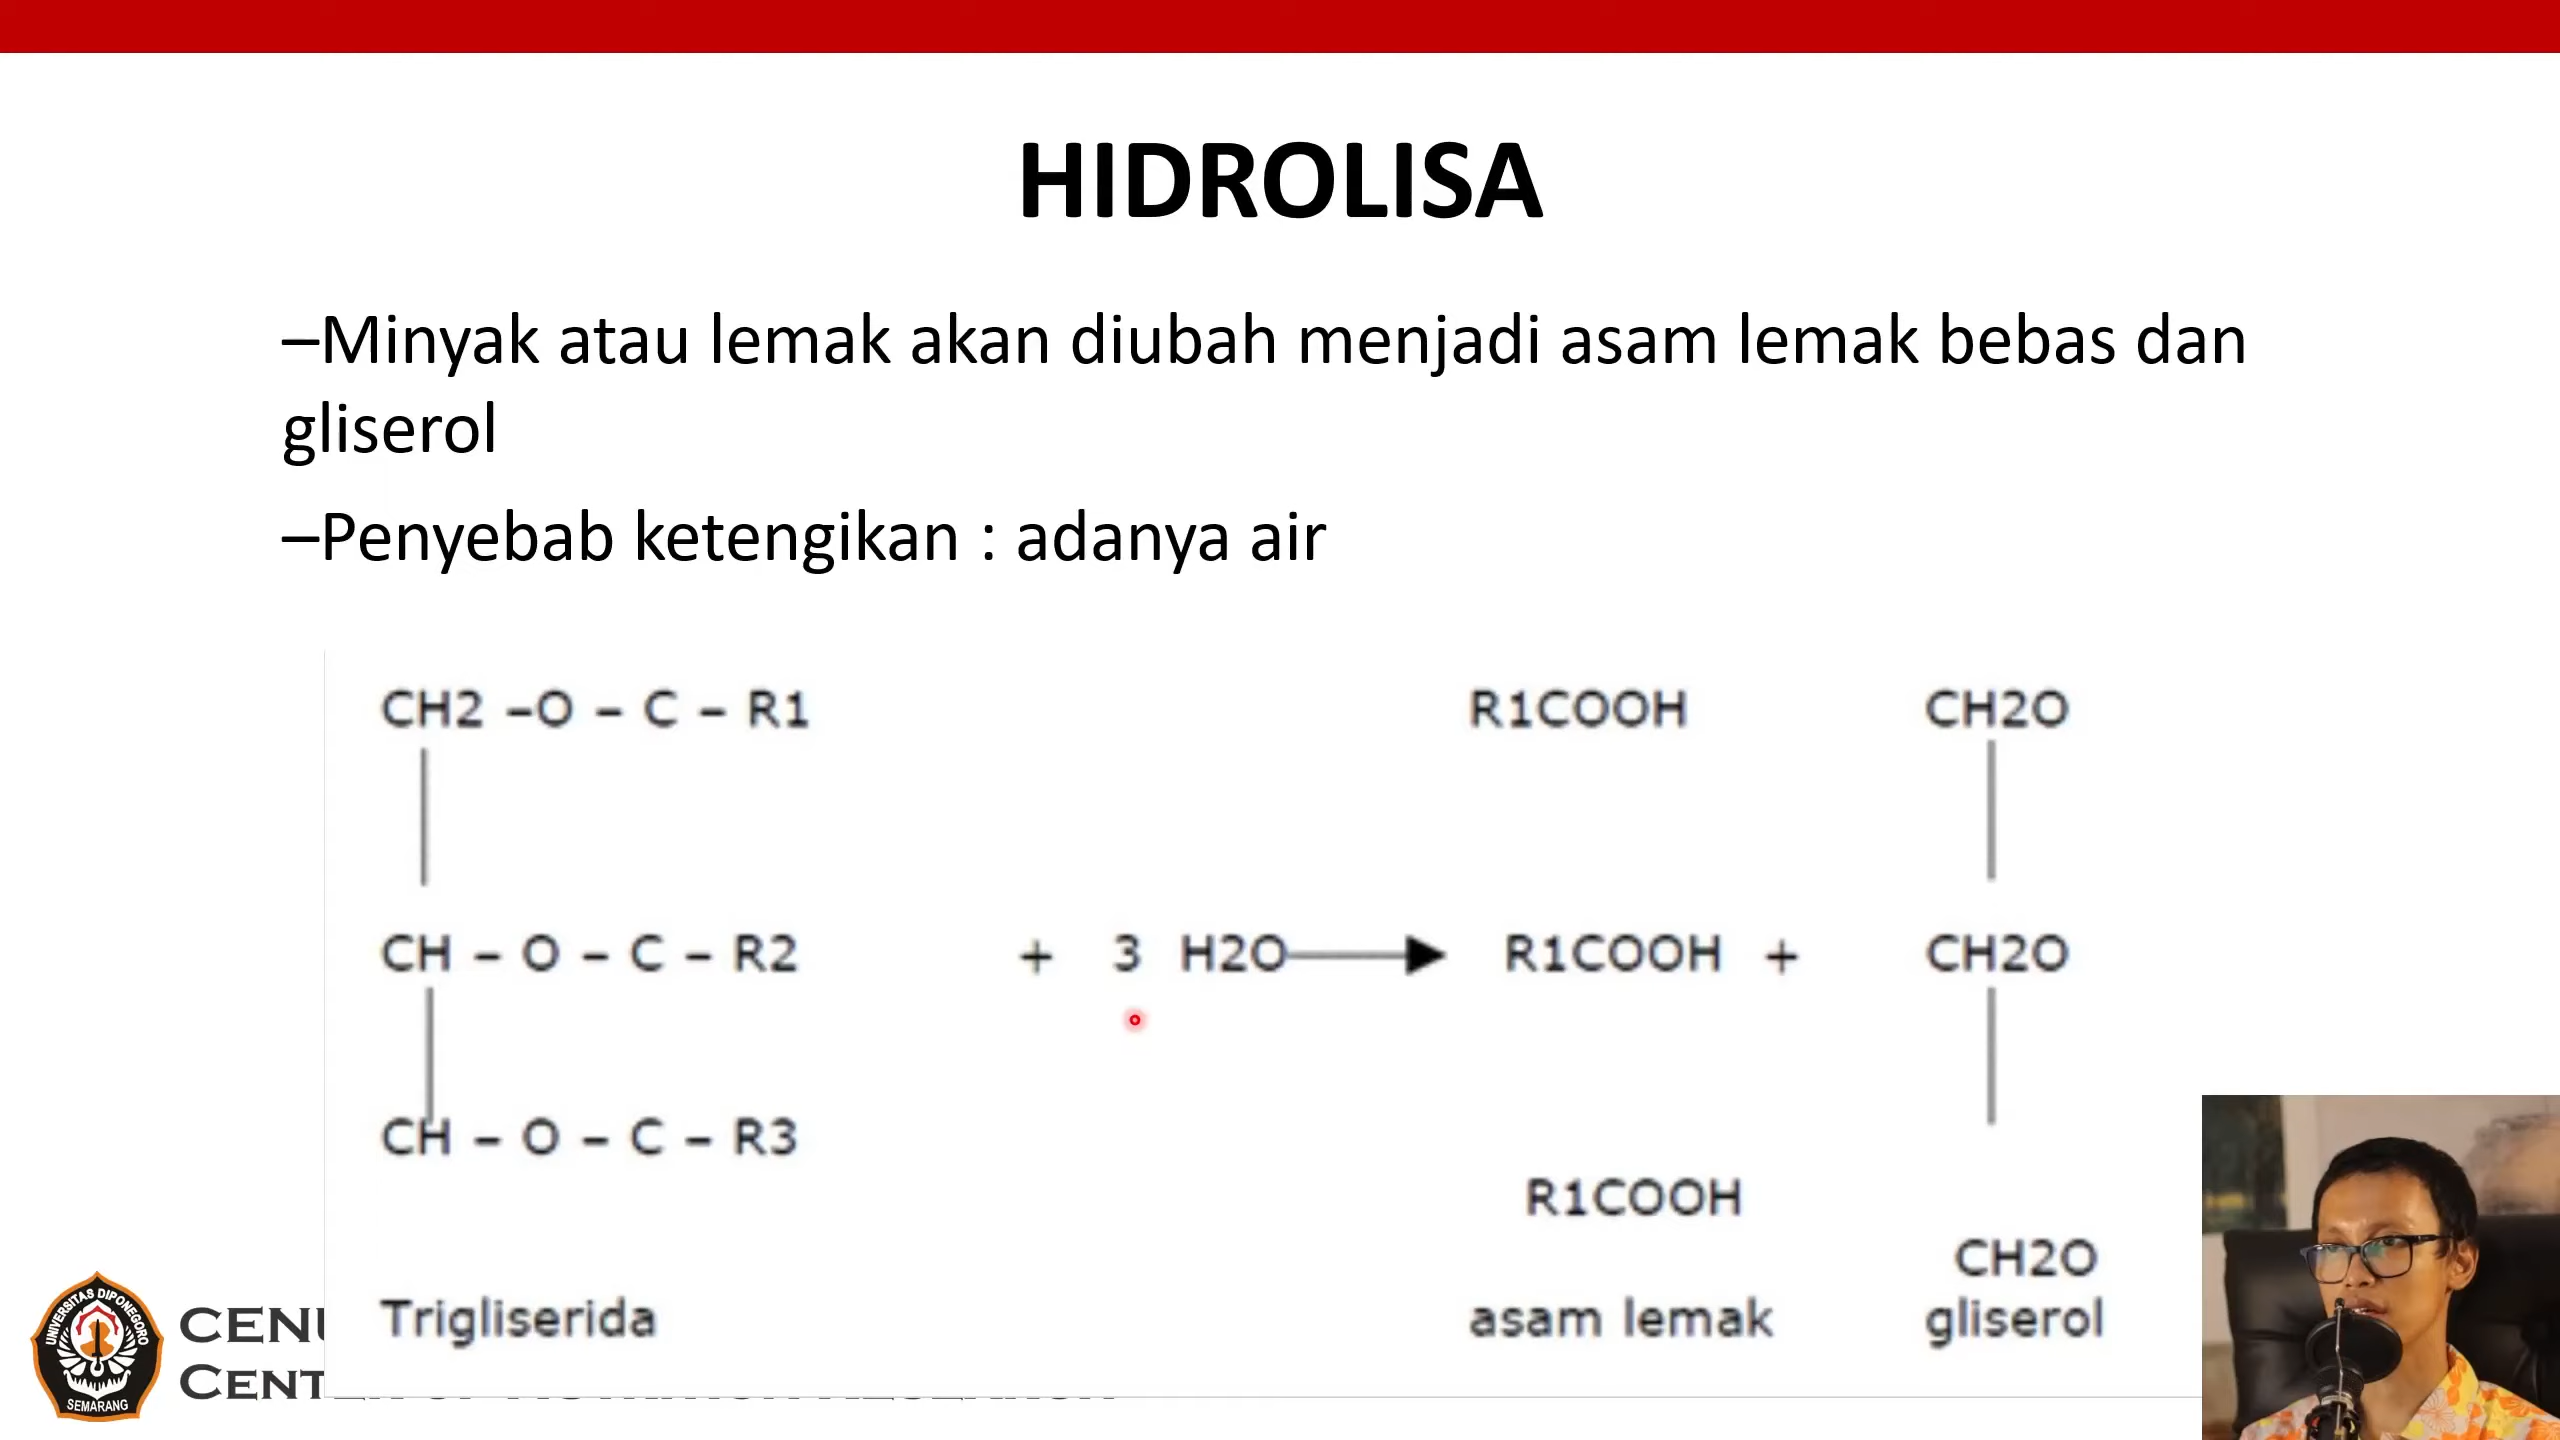 HIDROLISA
–Minyak atau lemak akan diubah menjadi asam lemak bebas dan
gliserol
–Penyebab ketengikan : adanya air
CH2 –O – C – R1
R1COOH
CH2O
CH – O – C – R2
+ 3 H2O
R1COOH +
CH2O
CH – O – C – R3
R1COOH
CH2O
Trigliserida
asam lemak
gliserol
UNIVERSITAS DIPONEGORO
SEMARANG
CENU
CENT